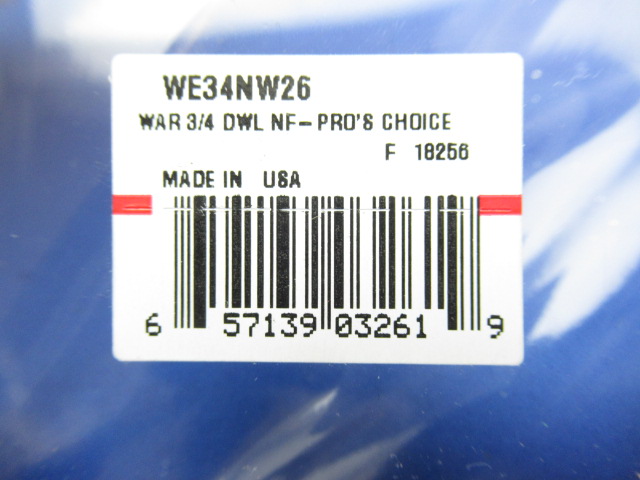 WE34NW26
WAR 3/4 DWL NF-PRO'S CHOICE
F 18256
MADE IN USA
6 57139 03261 9